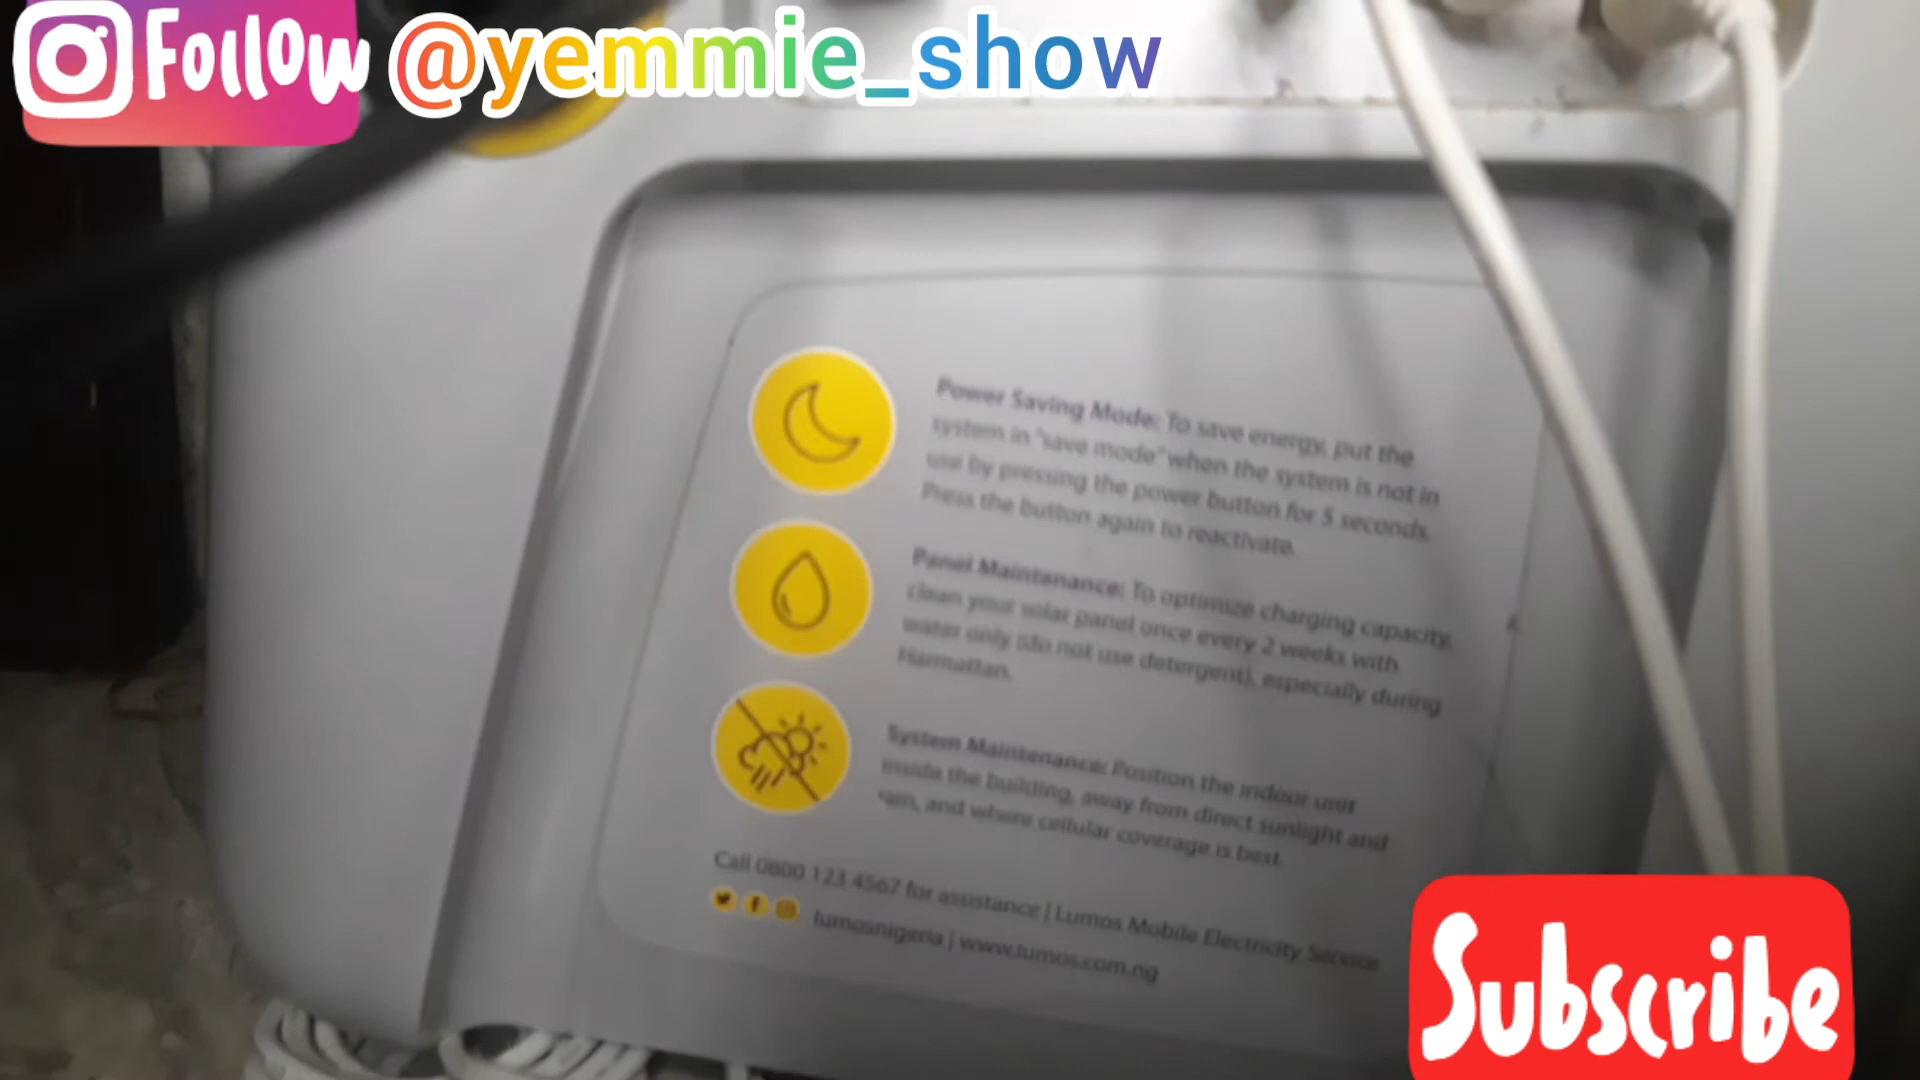 Follow @yemmie_show
Power Saving Mode: To save energy, put the
system in "save mode" when the system is not in
use by pressing the power button for 5 seconds.
Press the button again to reactivate.
Panel Maintenance: To optimize charging capacity,
clean your solar panel once every 2 weeks with
water only (do not use detergent), especially during
Harmattan.
System Maintenance: Position the indoor unit
inside the building, away from direct sunlight and
rain, and where cellular coverage is best.
Call 0800 123 4567 for assistance | Lumos Mobile Electricity Service
lumosnigeria | www.lumos.com.ng
Subscribe